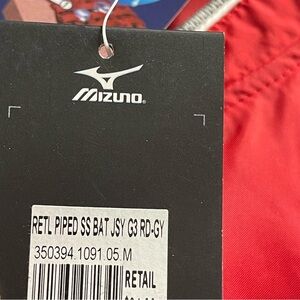 MIZUNO
RETL PIPED SS BAT JSY G3 RD-GY
350394.1091.05.M
RETAIL